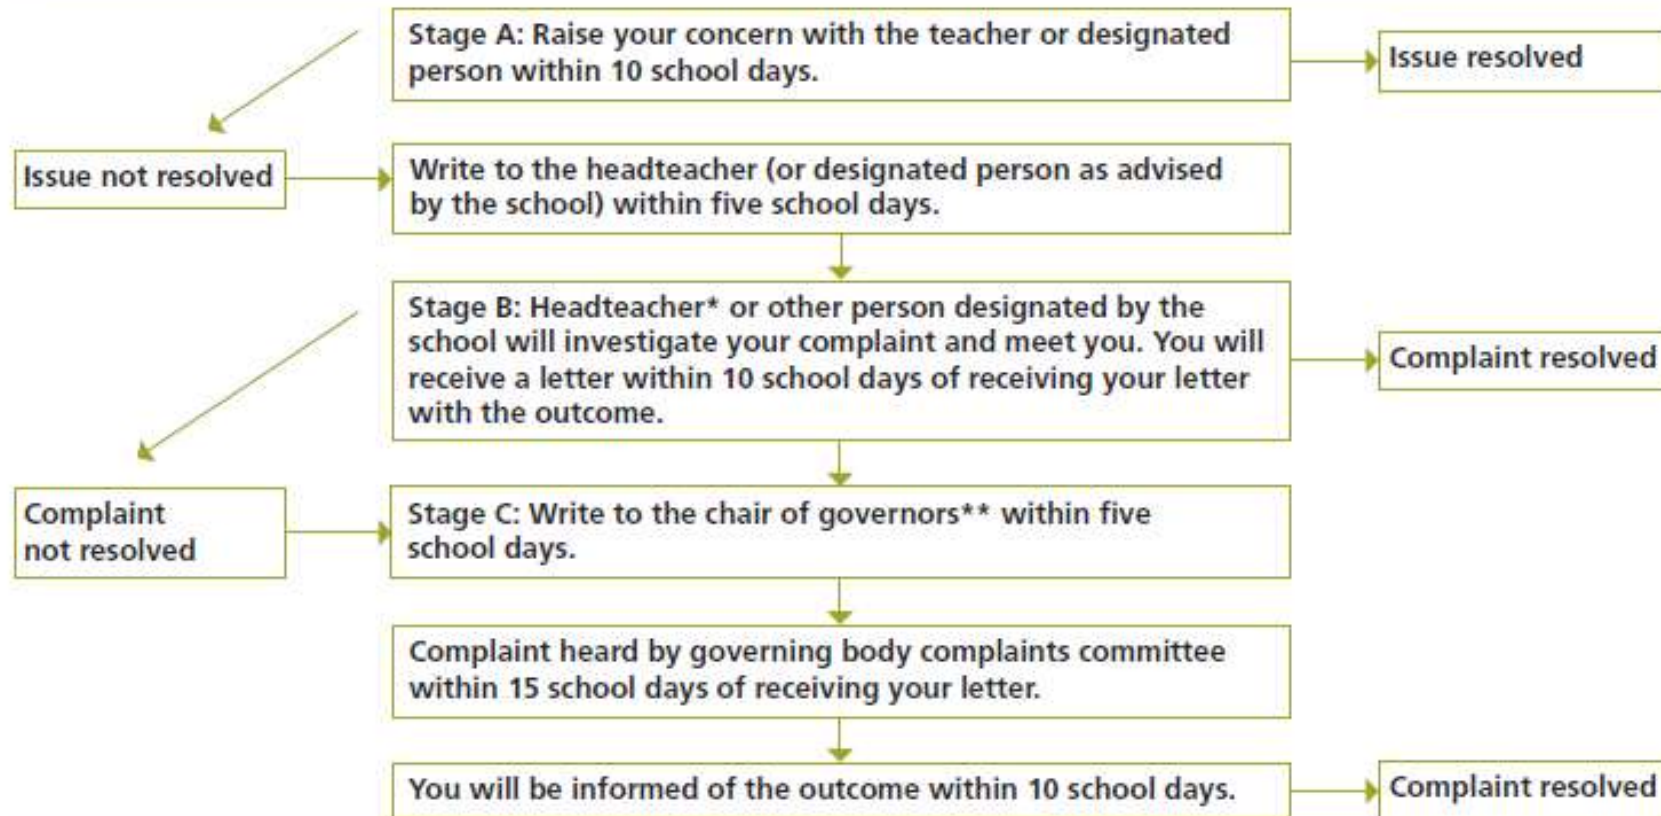 Stage A: Raise your concern with the teacher or designated
person within 10 school days.
Issue resolved
Issue not resolved
Write to the headteacher (or designated person as advised
by the school) within five school days.
Stage B: Headteacher* or other person designated by the
school will investigate your complaint and meet you. You will
receive a letter within 10 school days of receiving your letter
with the outcome.
Complaint resolved
Complaint
not resolved
Stage C: Write to the chair of governors** within five
school days.
Complaint heard by governing body complaints committee
within 15 school days of receiving your letter.
You will be informed of the outcome within 10 school days.
Complaint resolved